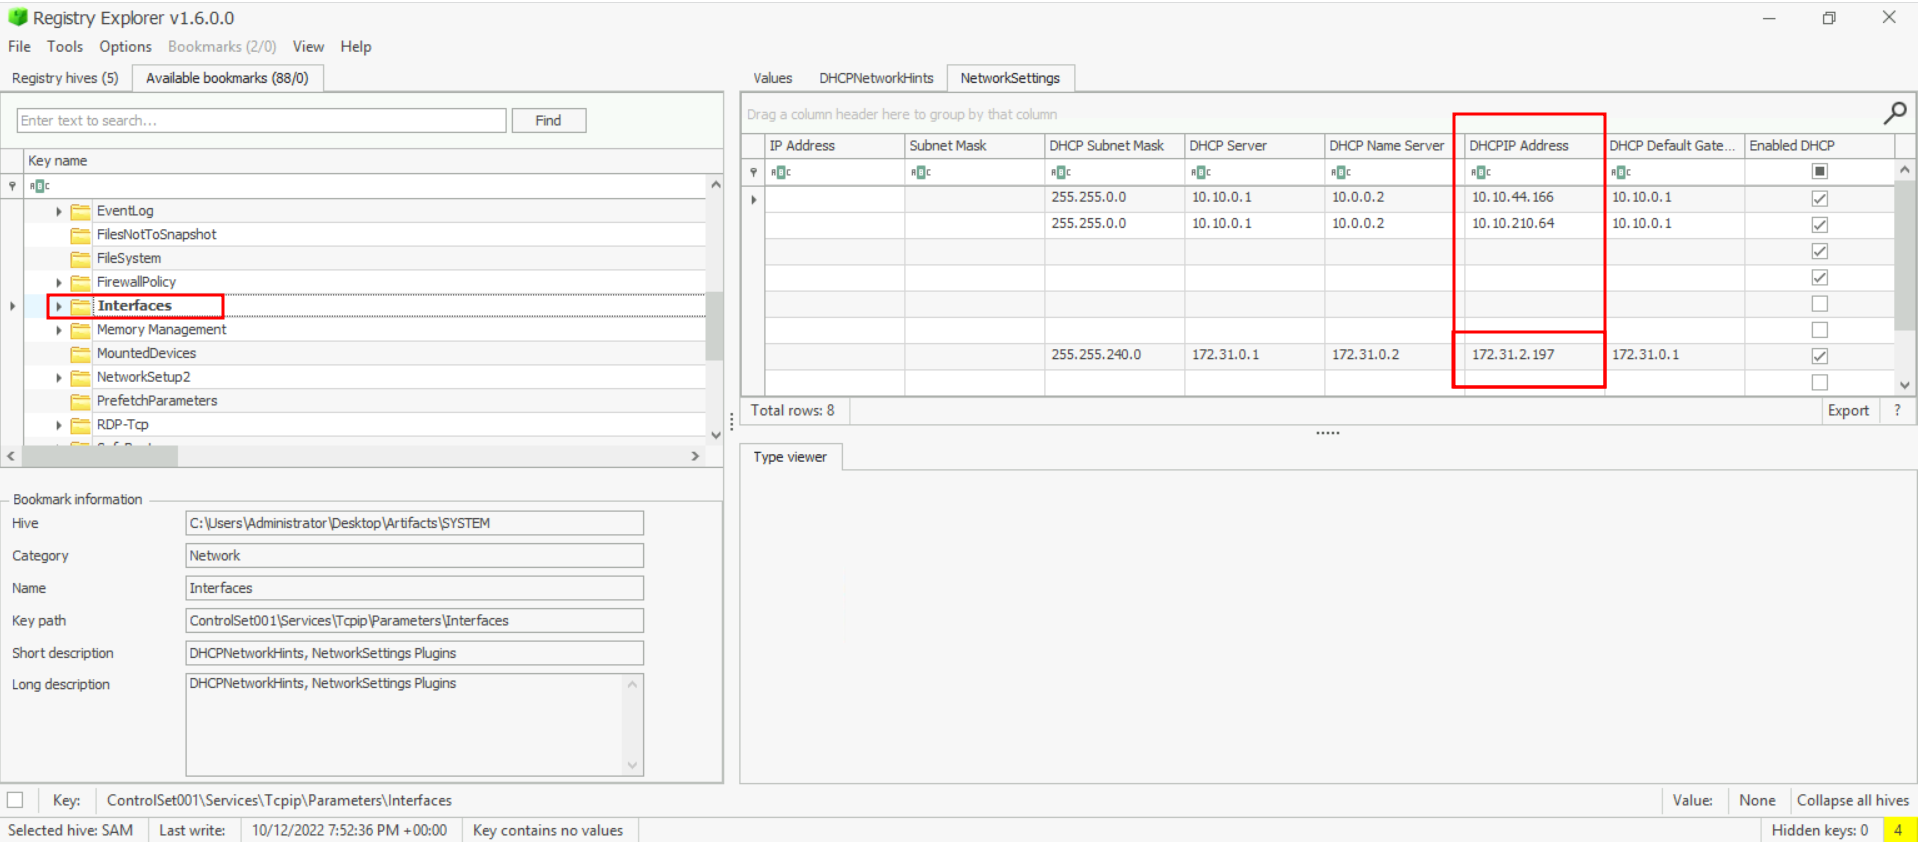 Registry Explorer v1.6.0.0
File Tools Options Bookmarks (2/0) View Help
Registry hives (5) Available bookmarks (88/0)
Enter text to search... Find
Key name
EventLog
FilesNotToSnapshot
FileSystem
FirewallPolicy
Interfaces
Memory Management
MountedDevices
NetworkSetup2
PrefetchParameters
RDP-Tcp
Bookmark information
Hive C:\Users\Administrator\Desktop\Artifacts\SYSTEM
Category Network
Name Interfaces
Key path ControlSet001\Services\Tcpip\Parameters\Interfaces
Short description DHCPNetworkHints, NetworkSettings Plugins
Long description DHCPNetworkHints, NetworkSettings Plugins
Values DHCPNetworkHints NetworkSettings
Drag a column header here to group by that column
IP Address Subnet Mask DHCP Subnet Mask DHCP Server DHCP Name Server DHCPIP Address DHCP Default Gate... Enabled DHCP
255.255.0.0 10.10.0.1 10.0.0.2 10.10.44.166 10.10.0.1
255.255.0.0 10.10.0.1 10.0.0.2 10.10.210.64 10.10.0.1
255.255.240.0 172.31.0.1 172.31.0.2 172.31.2.197 172.31.0.1
Total rows: 8 Export ?
Type viewer
Key: ControlSet001\Services\Tcpip\Parameters\Interfaces Value: None Collapse all hives
Selected hive: SAM Last write: 10/12/2022 7:52:36 PM +00:00 Key contains no values Hidden keys: 0 4